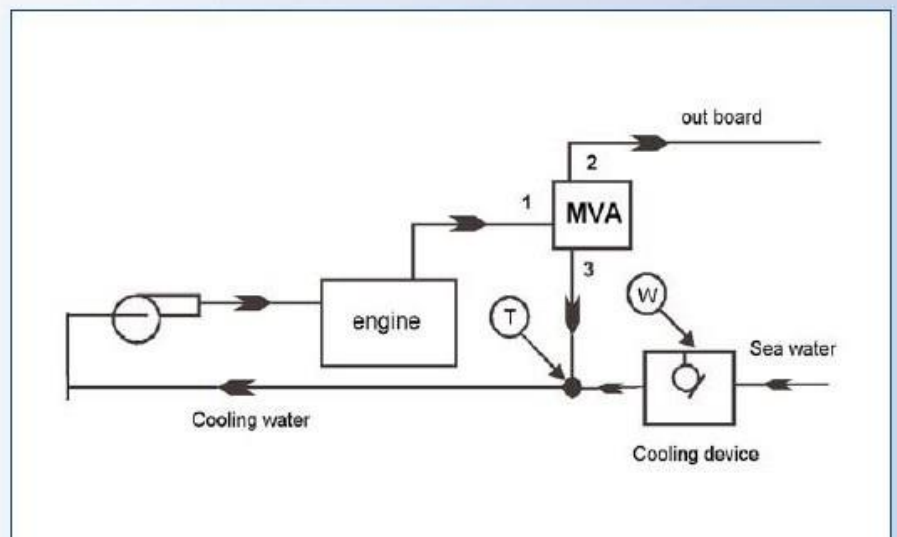 out board
2
1
MVA
3
engine
T
W
Sea water
Cooling water
Cooling device